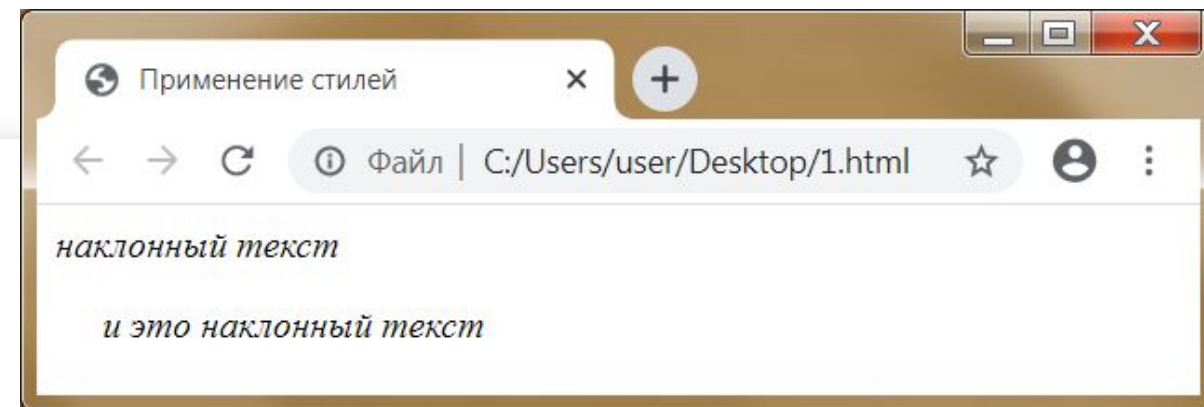 Применение стилей
Файл | C:/Users/user/Desktop/1.html
наклонный текст
и это наклонный текст